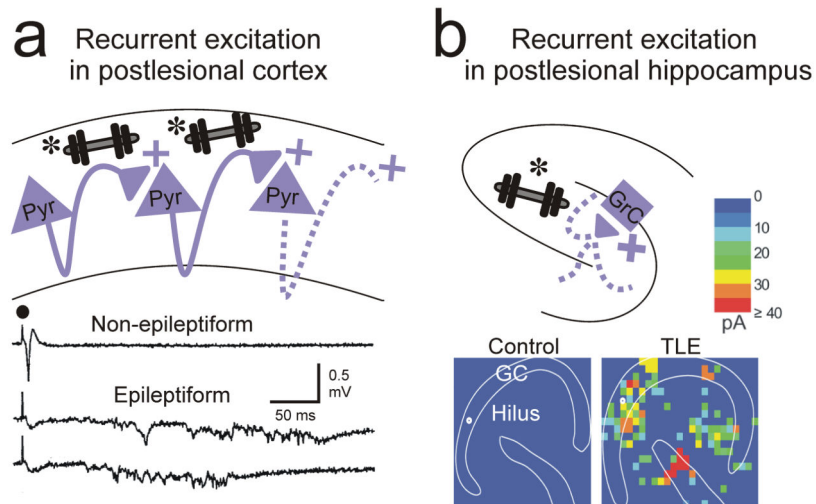 a
Recurrent excitation
in postlesional cortex
*
*
+
+
+
Pyr
Pyr
Pyr
Non-epileptiform
Epileptiform
0.5
mV
50 ms
b
Recurrent excitation
in postlesional hippocampus
*
GrC
+
0
10
20
30
≥ 40
pA
Control
TLE
GC
Hilus